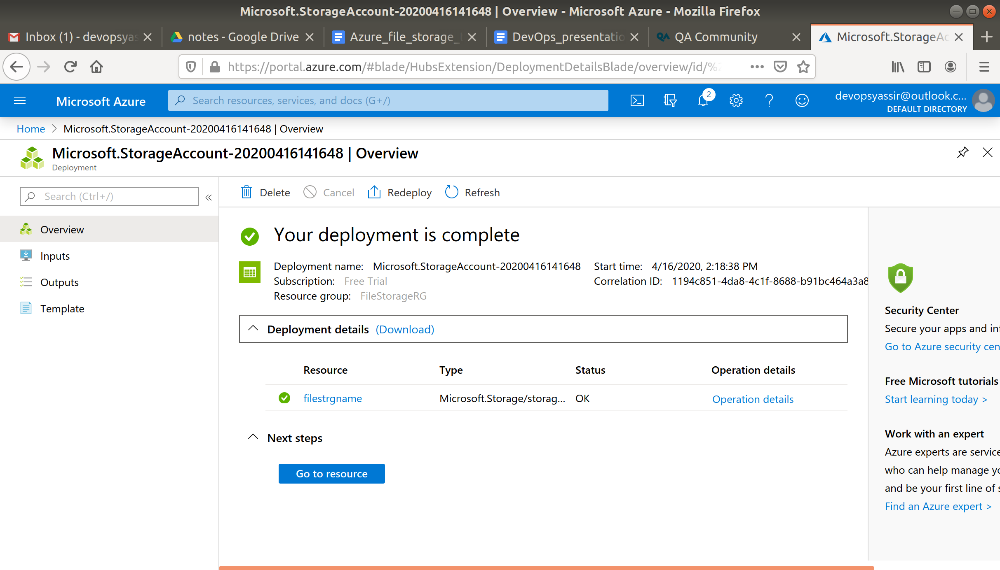 Microsoft.StorageAccount-20200416141648 | Overview - Microsoft Azure - Mozilla Firefox
Inbox (1) - devopsyas
notes - Google Drive
Azure_file_storage_t
DevOps_presentatio
QA Community
Microsoft.StorageAc
https://portal.azure.com/#blade/HubsExtension/DeploymentDetailsBlade/overview/id/%2
Microsoft Azure
Search resources, services, and docs (G+/)
2
devopsyassir@outlook.c...
DEFAULT DIRECTORY
Home > Microsoft.StorageAccount-20200416141648 | Overview
Microsoft.StorageAccount-20200416141648 | Overview
Deployment
Search (Ctrl+/)
«
Overview
Inputs
Outputs
Template
Delete
Cancel
Redeploy
Refresh
Your deployment is complete
Deployment name: Microsoft.StorageAccount-20200416141648
Subscription: Free Trial
Resource group: FileStorageRG
Start time: 4/16/2020, 2:18:38 PM
Correlation ID: 1194c851-4da8-4c1f-8688-b91bc464a3a8
Deployment details (Download)
Resource Type Status Operation details
filestrgname Microsoft.Storage/storag... OK Operation details
Next steps
Go to resource
Security Center
Secure your apps and inf
Go to Azure security cen
Free Microsoft tutorials
Start learning today >
Work with an expert
Azure experts are service
who can help manage yo
and be your first line of s
Find an Azure expert >